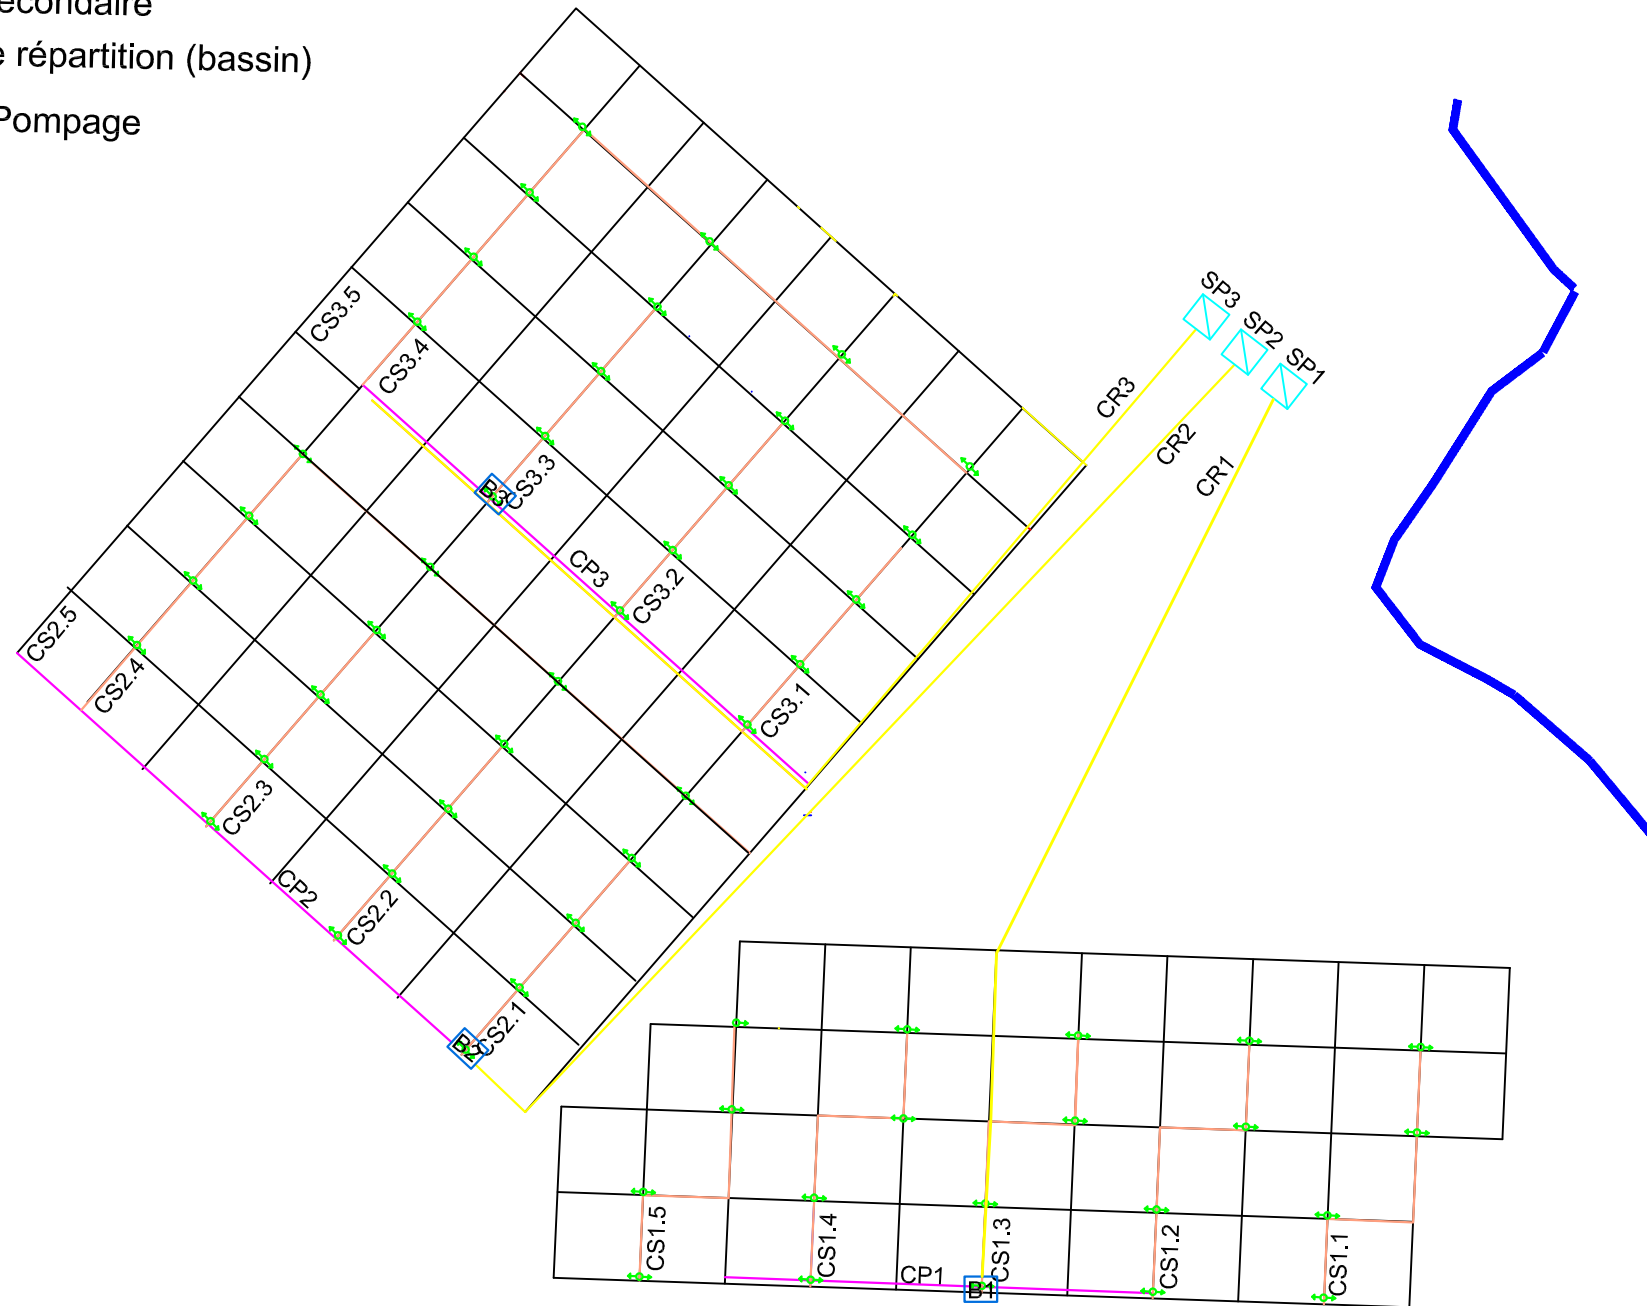 econdaire
e répartition (bassin)
Pompage
SP3
SP2
SP1
CR3
CR2
CR1
CS3.5
CS3.4
CS3.3
B3
CP3
CS3.2
CS3.1
CS2.5
CS2.4
CS2.3
CP2
CS2.2
CS2.1
B2
CS1.5
CS1.4
CP1
CS1.3
B1
CS1.2
CS1.1